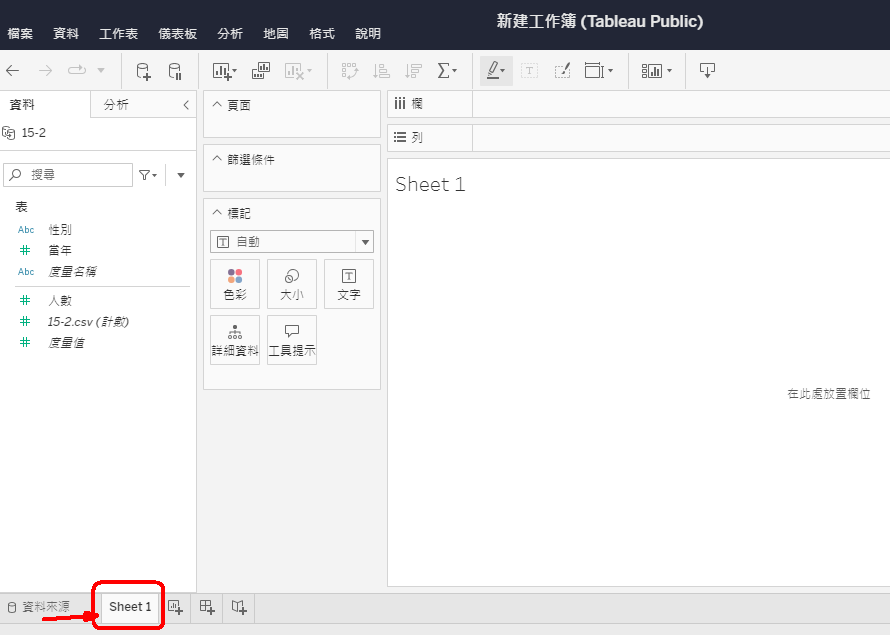 新建工作簿 (Tableau Public)
檔案 資料 工作表 儀表板 分析 地圖 格式 說明
資料 分析
15-2
搜尋
表
Abc 性別
當年
Abc 度量名稱
人數
15-2.csv (計數)
度量值
頁面
篩選條件
標記
自動
色彩 大小 文字
詳細資料 工具提示
欄
列
Sheet 1
在此處放置欄位
資料來源 Sheet 1